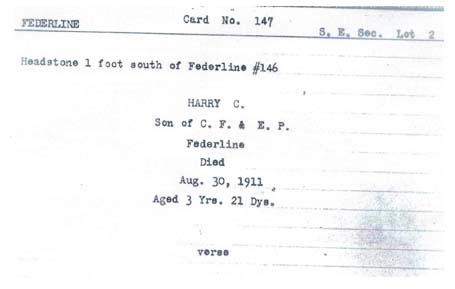 FEDERLINE Card No. 147 S. E. Sec. Lot 2
Headstone 1 foot south of Federline #146
HARRY C.
Son of C. F. & E. P.
Federline
Died
Aug. 30, 1911
Aged 3 Yrs. 21 Dys.
verse